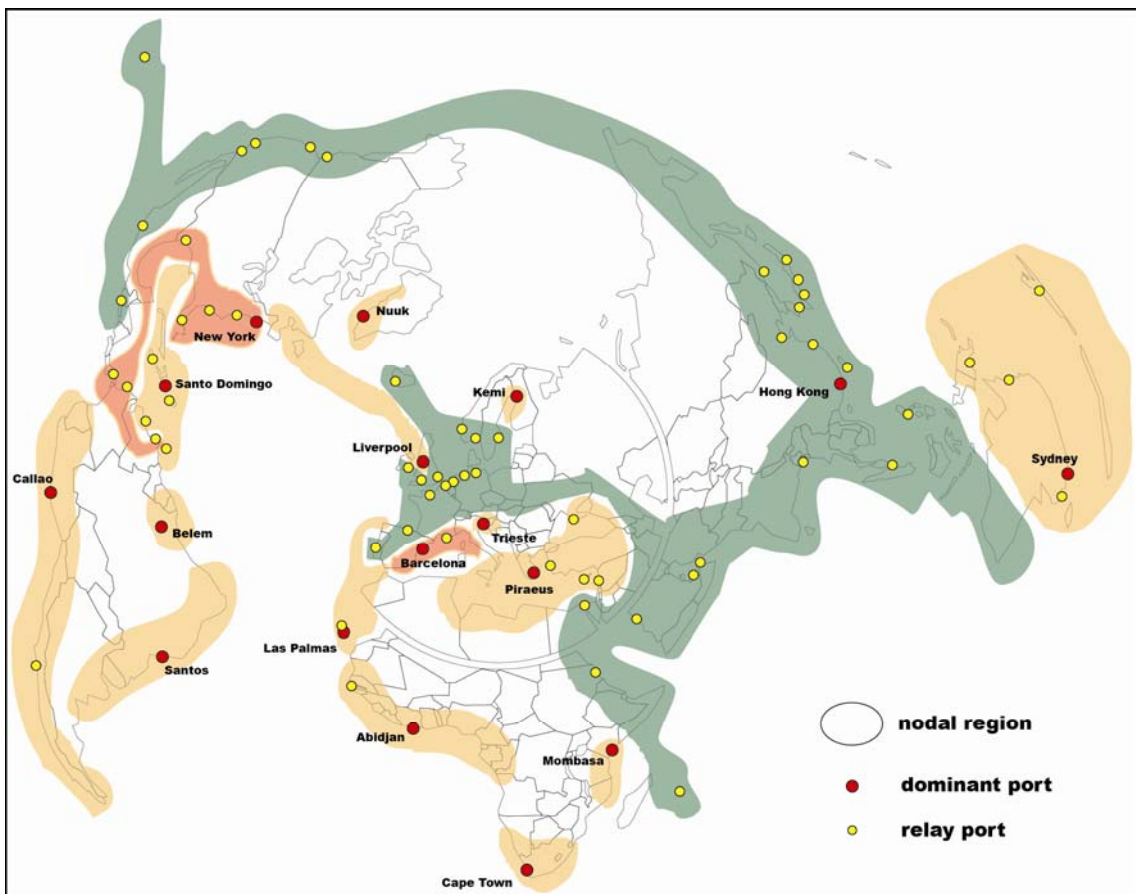 Nuuk
New York
Santo Domingo
Kemi
Hong Kong
Liverpool
Sydney
Callao
Belem
Trieste
Barcelona
Piraeus
Las Palmas
Santos
nodal region
Abidjan
Mombasa
dominant port
relay port
Cape Town